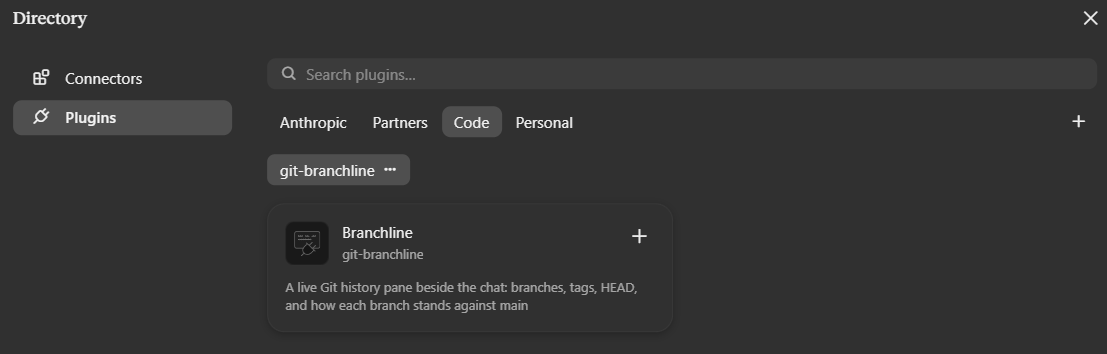 Directory
Connectors
Plugins
Search plugins...
Anthropic
Partners
Code
Personal
git-branchline
Branchline
git-branchline
A live Git history pane beside the chat: branches, tags, HEAD,
and how each branch stands against main